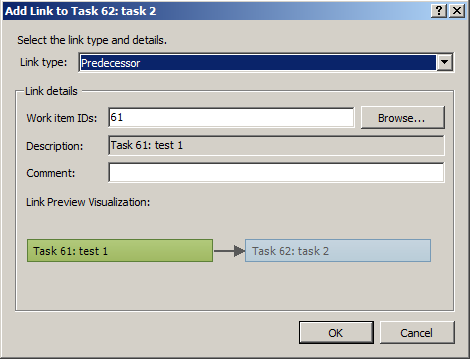 Add Link to Task 62: task 2
Select the link type and details.
Link type: Predecessor
Link details
Work item IDs: 61 Browse...
Description: Task 61: test 1
Comment:
Link Preview Visualization:
Task 61: test 1 Task 62: task 2
OK Cancel